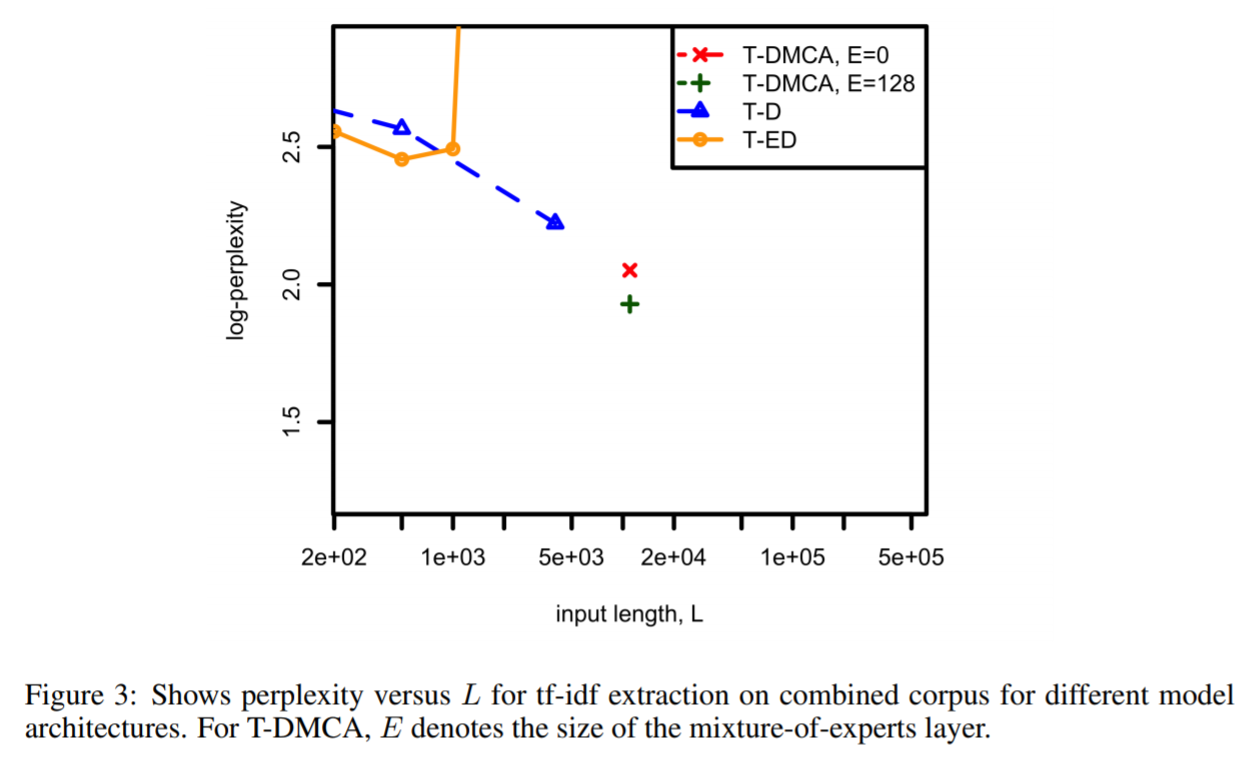 T-DMCA, E=0
T-DMCA, E=128
T-D
T-ED
log-perplexity
2.5
2.0
1.5
2e+02 1e+03 5e+03 2e+04 1e+05 5e+05
input length, L
Figure 3: Shows perplexity versus L for tf-idf extraction on combined corpus for different model
architectures. For T-DMCA, E denotes the size of the mixture-of-experts layer.